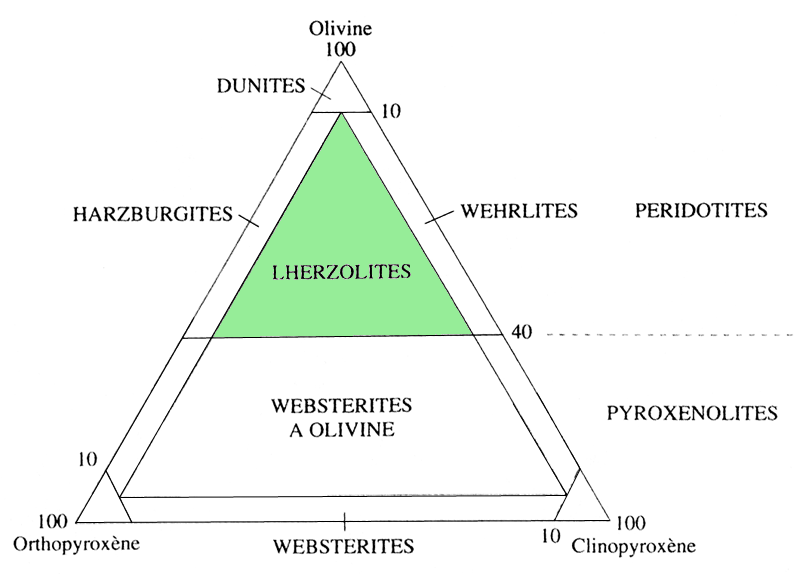 Olivine
100
DUNITES
10
HARZBURGITES
WEHRLITES
PERIDOTITES
LHERZOLITES
40
WEBSTERITES
A OLIVINE
PYROXENOLITES
10
100
Orthopyroxène
WEBSTERITES
10
100
Clinopyroxène